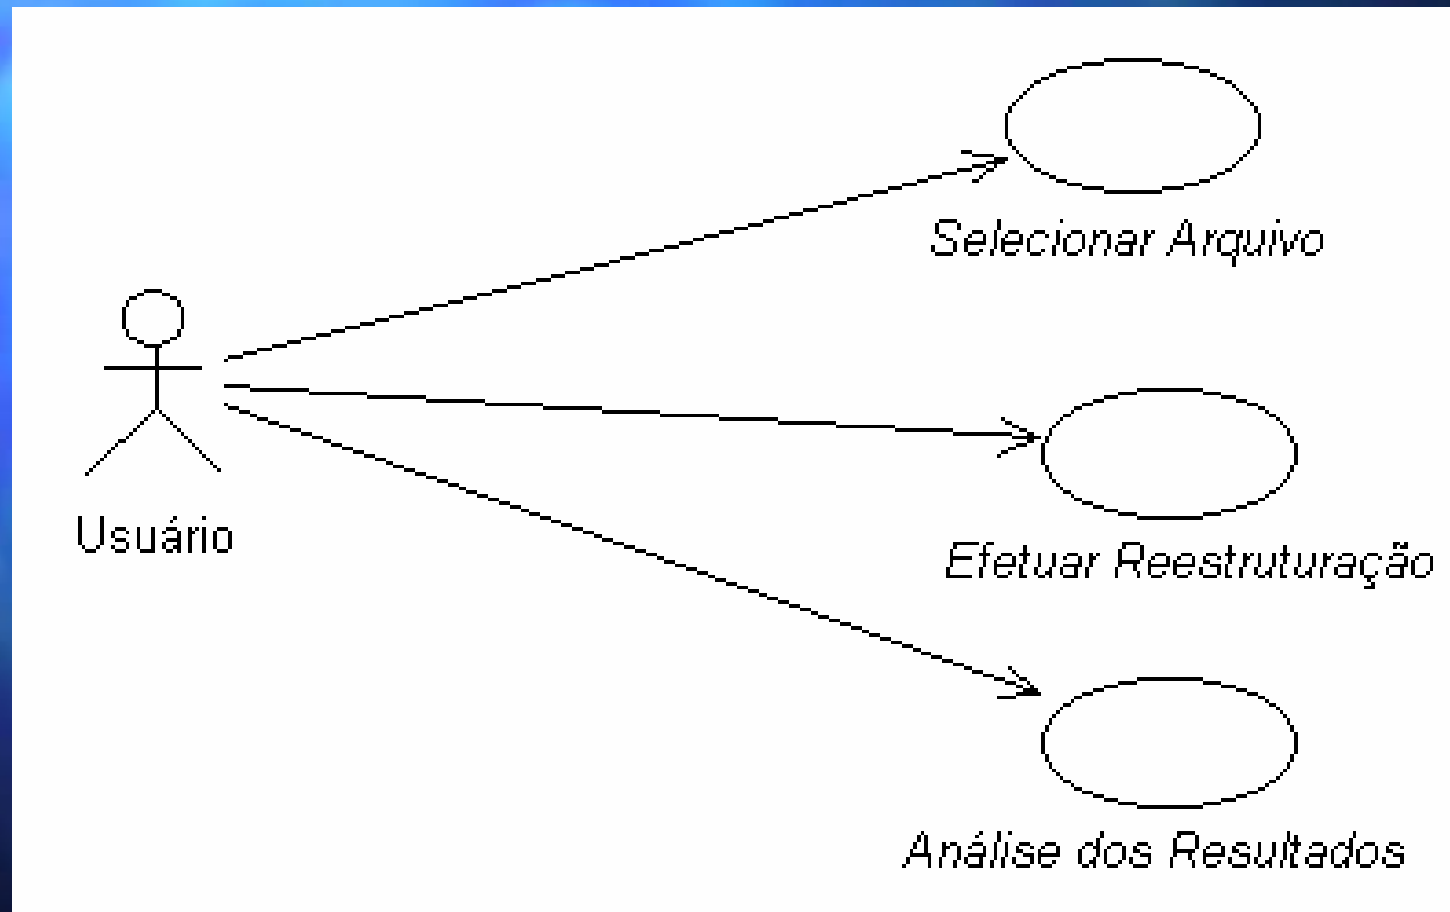 Selecionar Arquivo
Usuário
Efetuar Reestruturação
Análise dos Resultados